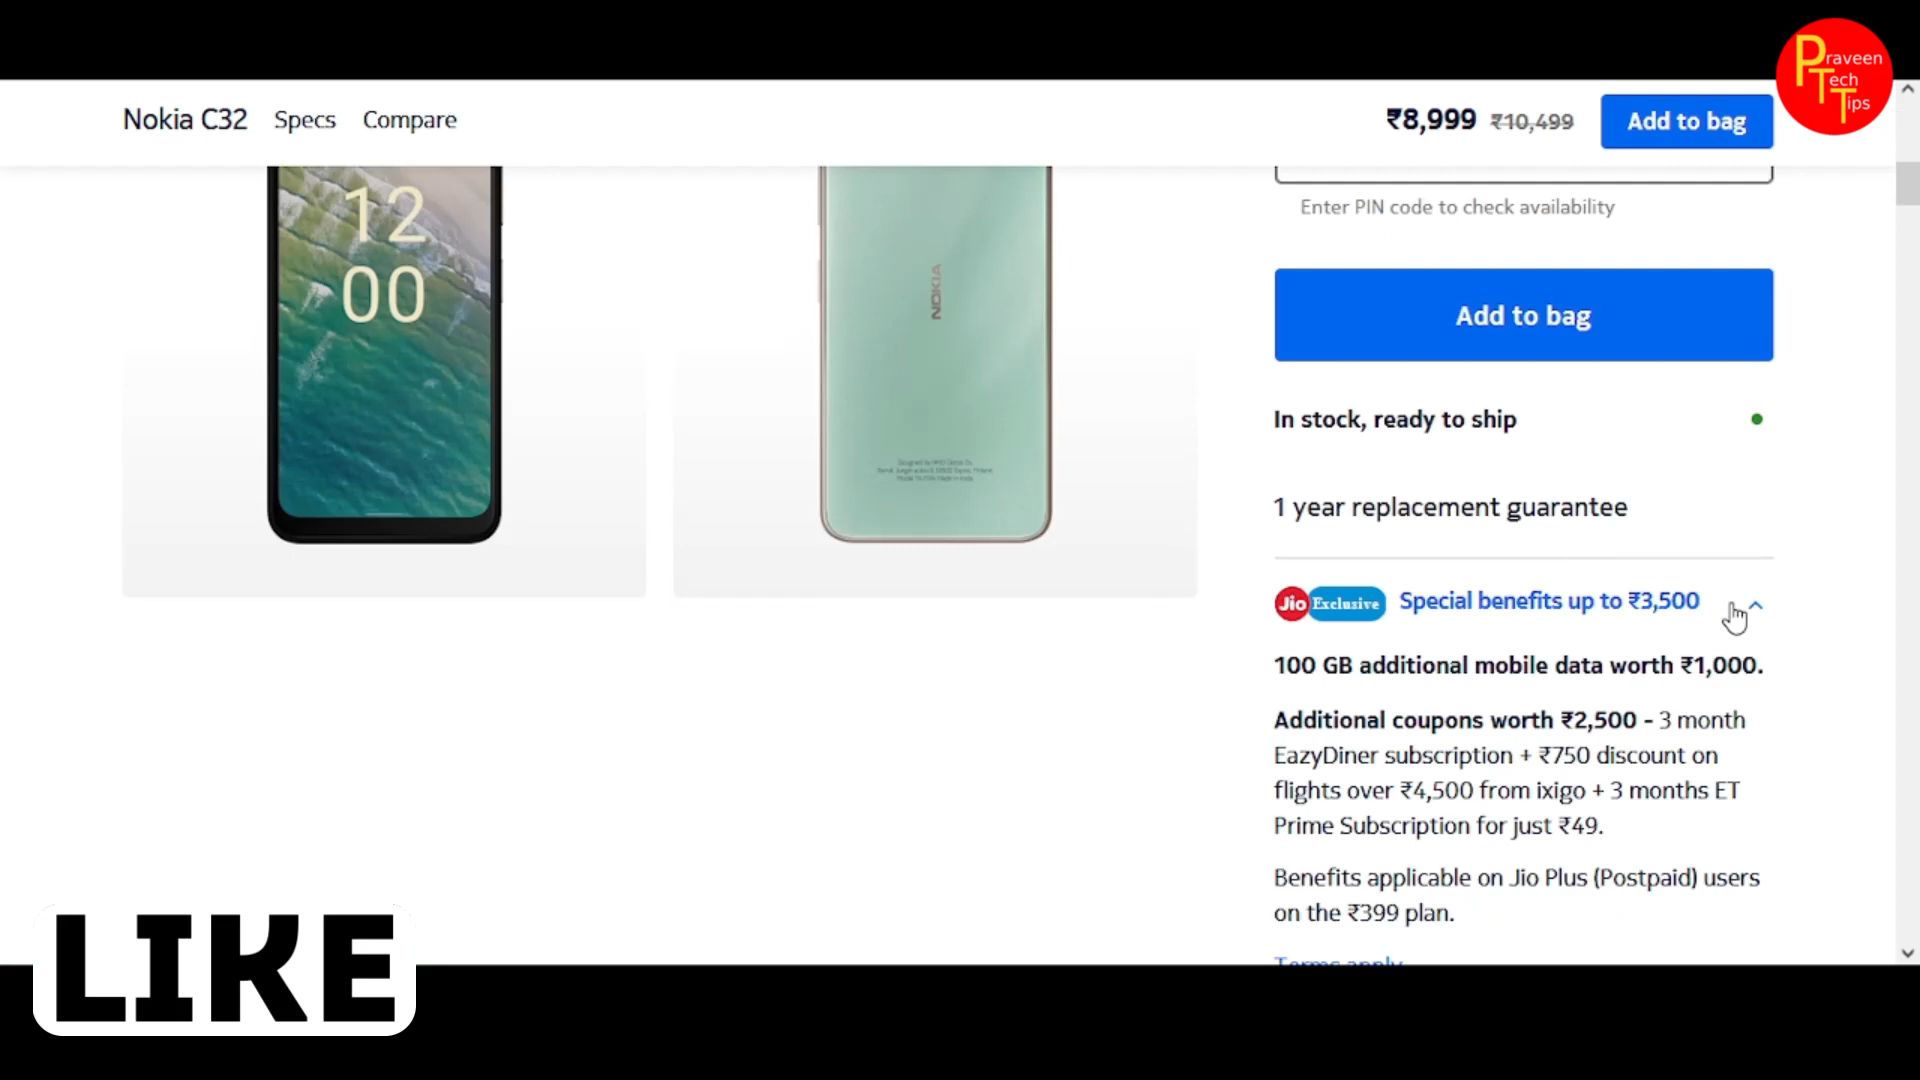 Praveen
Tech
Tips
Nokia C32 Specs Compare ₹8,999 ₹10,499 Add to bag
12
00
NOKIA
Enter PIN code to check availability
Add to bag
In stock, ready to ship
1 year replacement guarantee
Jio Exclusive Special benefits up to ₹3,500
100 GB additional mobile data worth ₹1,000.
Additional coupons worth ₹2,500 - 3 month
EazyDiner subscription + ₹750 discount on
flights over ₹4,500 from ixigo + 3 months ET
Prime Subscription for just ₹49.
Benefits applicable on Jio Plus (Postpaid) users
on the ₹399 plan.
Terms apply
LIKE